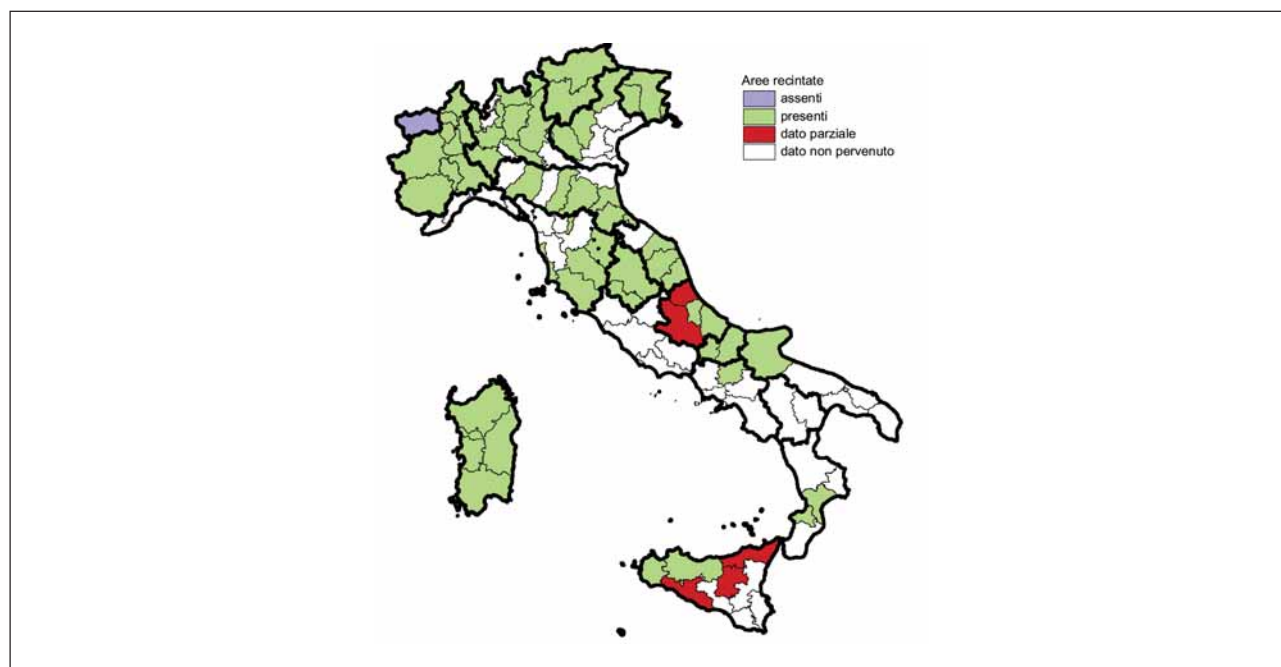 Aree recintate
assenti
presenti
dato parziale
dato non pervenuto